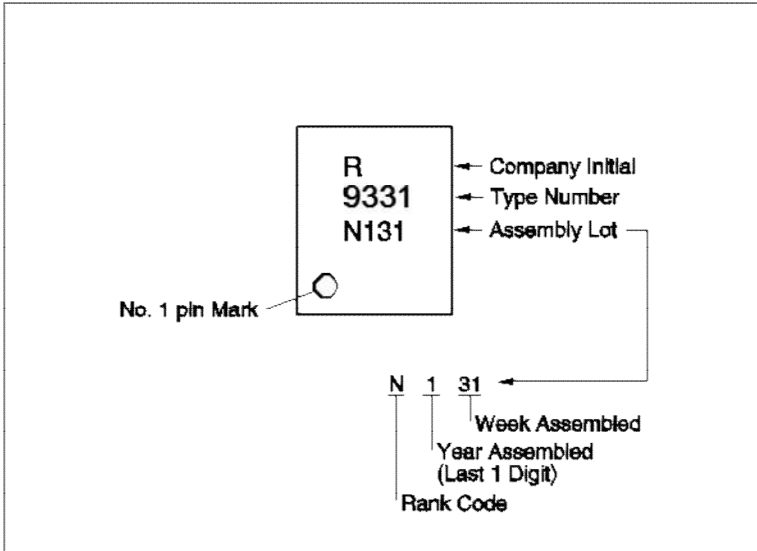 R
9331
N131
Company Initial
Type Number
Assembly Lot
No. 1 pin Mark
N 1 31
Week Assembled
Year Assembled
(Last 1 Digit)
Rank Code